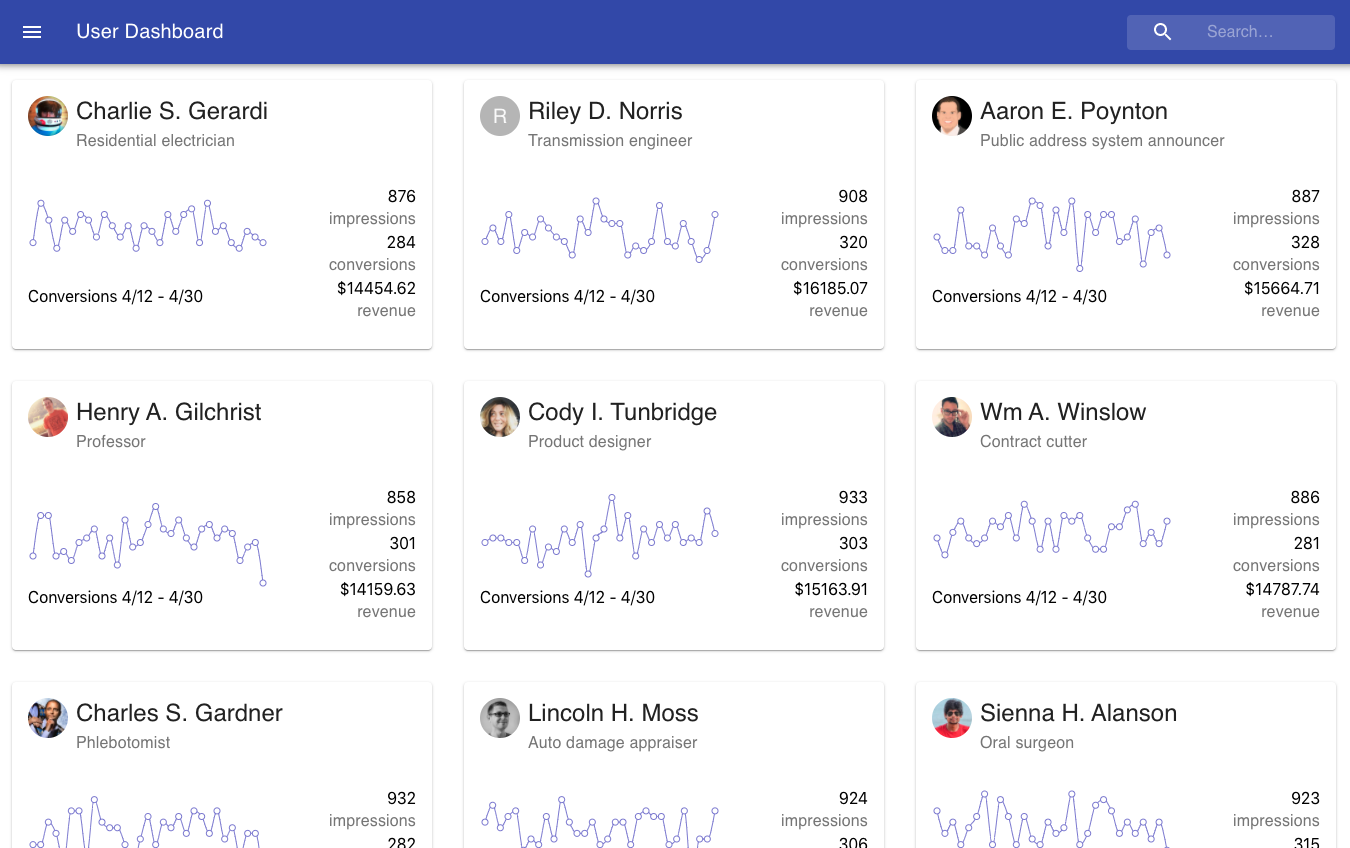 User Dashboard
Search…
Charlie S. Gerardi
Residential electrician
876
impressions
284
conversions
$14454.62
revenue
Conversions 4/12 - 4/30
R
Riley D. Norris
Transmission engineer
908
impressions
320
conversions
$16185.07
revenue
Conversions 4/12 - 4/30
Aaron E. Poynton
Public address system announcer
887
impressions
328
conversions
$15664.71
revenue
Conversions 4/12 - 4/30
Henry A. Gilchrist
Professor
858
impressions
301
conversions
$14159.63
revenue
Conversions 4/12 - 4/30
Cody I. Tunbridge
Product designer
933
impressions
303
conversions
$15163.91
revenue
Conversions 4/12 - 4/30
Wm A. Winslow
Contract cutter
886
impressions
281
conversions
$14787.74
revenue
Conversions 4/12 - 4/30
Charles S. Gardner
Phlebotomist
932
impressions
282
Lincoln H. Moss
Auto damage appraiser
924
impressions
306
Sienna H. Alanson
Oral surgeon
923
impressions
315